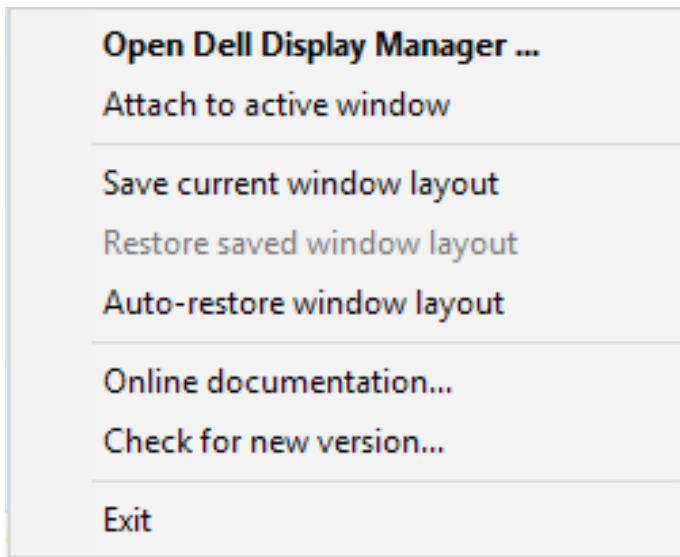 Open Dell Display Manager ...
Attach to active window
Save current window layout
Restore saved window layout
Auto-restore window layout
Online documentation...
Check for new version...
Exit